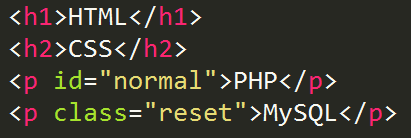 <h1>HTML</h1>
<h2>CSS</h2>
<p id="normal">PHP</p>
<p class="reset">MySQL</p>